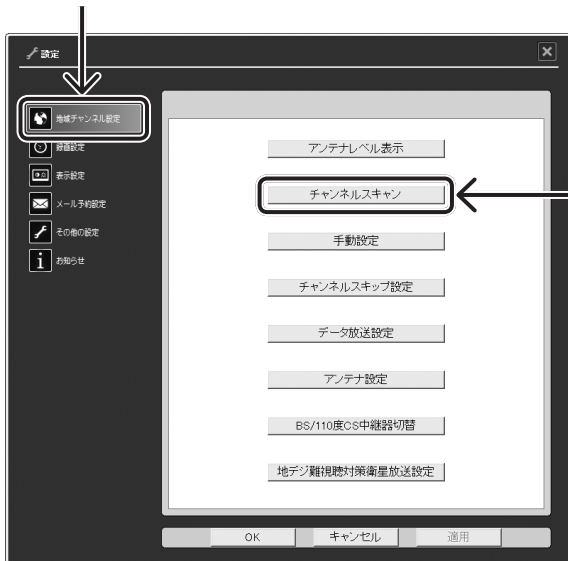 設定
地域チャンネル設定
録画設定
表示設定
メール予約設定
その他の設定
お知らせ
アンテナレベル表示
チャンネルスキャン
手動設定
チャンネルスキップ設定
データ放送設定
アンテナ設定
BS/110度CS中継器切替
地デジ難視聴対策衛星放送設定
OK
キャンセル
適用